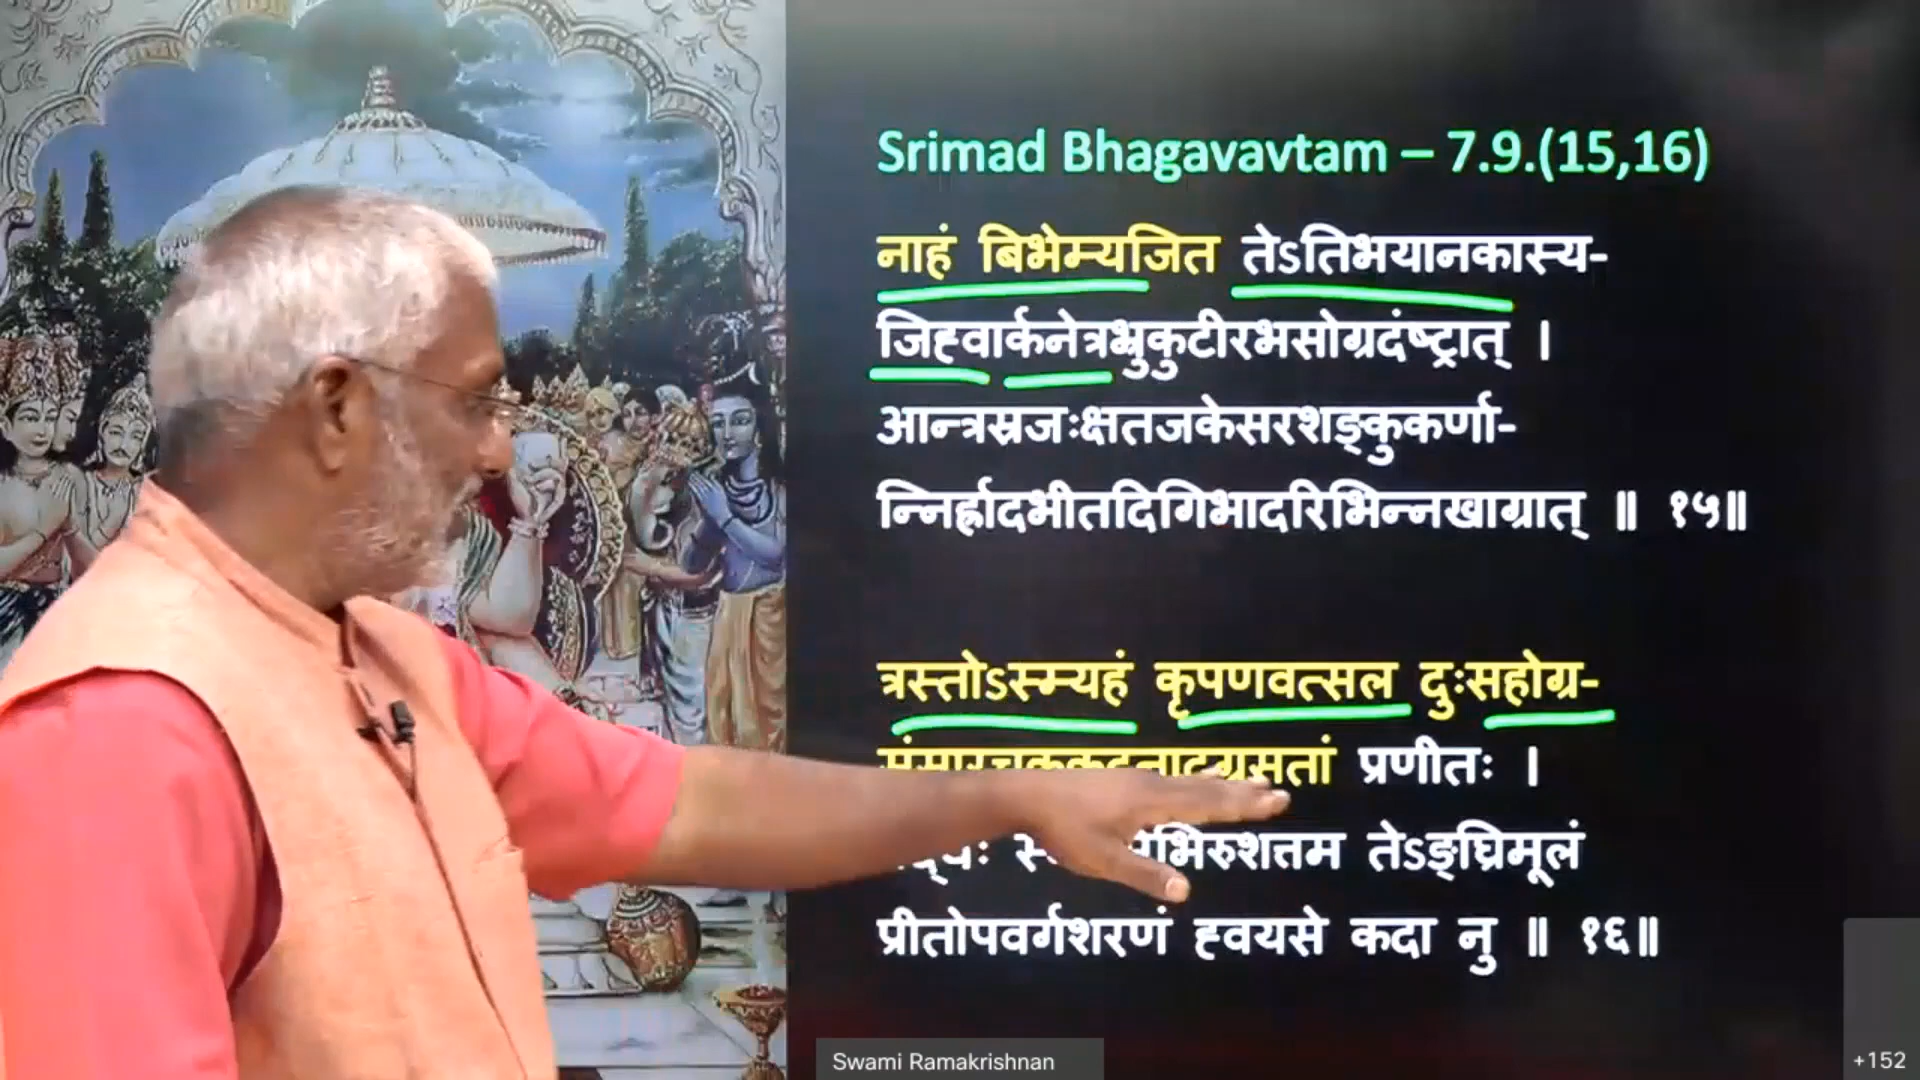 Srimad Bhagavavtam – 7.9.(15,16)
नाहं बिभेम्यजित तेऽतिभयानकास्य-
जिह्वार्कनेत्रभ्रुकुटीरभसोग्रदंष्ट्रात् ।
आन्त्रस्रजःक्षतजकेसरशङ्कुकर्णा-
न्निर्ह्रादभीतदिगिभादरिभिन्नखाग्रात् ॥ १५॥
त्रस्तोऽस्म्यहं कृपणवत्सल दुःसहोग्र-
प्रणीतः ।
तेऽङ्घ्रिमूलं
प्रीतोपवर्गशरणं ह्वयसे कदा नु ॥ १६॥
Swami Ramakrishnan
+152